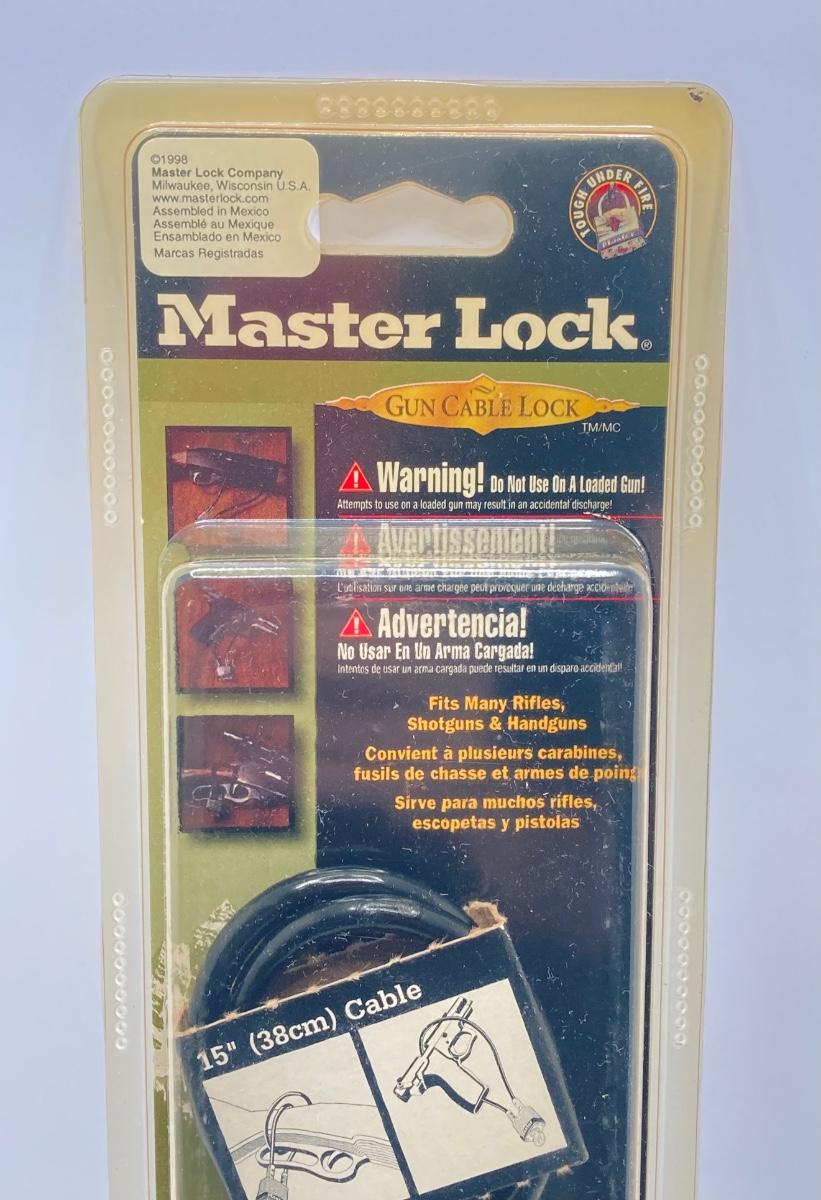 ©1998
Master Lock Company
Milwaukee, Wisconsin U.S.A.
www.masterlock.com
Assembled in Mexico
Assemblé au Mexique
Ensamblado en Mexico
Marcas Registradas
TOUGH UNDER FIRE
Master
Master Lock®
GUN CABLE LOCK
TM/MC
Warning! Do Not Use On A Loaded Gun!
Attempts to use on a loaded gun may result in an accidental discharge!
Avertissement!
L'utilisation sur une arme chargée peut provoquer une décharge accidentelle!
Advertencia!
No Usar En Un Arma Cargada!
Intentos de usar un arma cargada puede resultar en un disparo accidental!
Fits Many Rifles,
Shotguns & Handguns
Convient à plusieurs carabines,
fusils de chasse et armes de poing
Sirve para muchos rifles,
escopetas y pistolas
15" (38cm) Cable